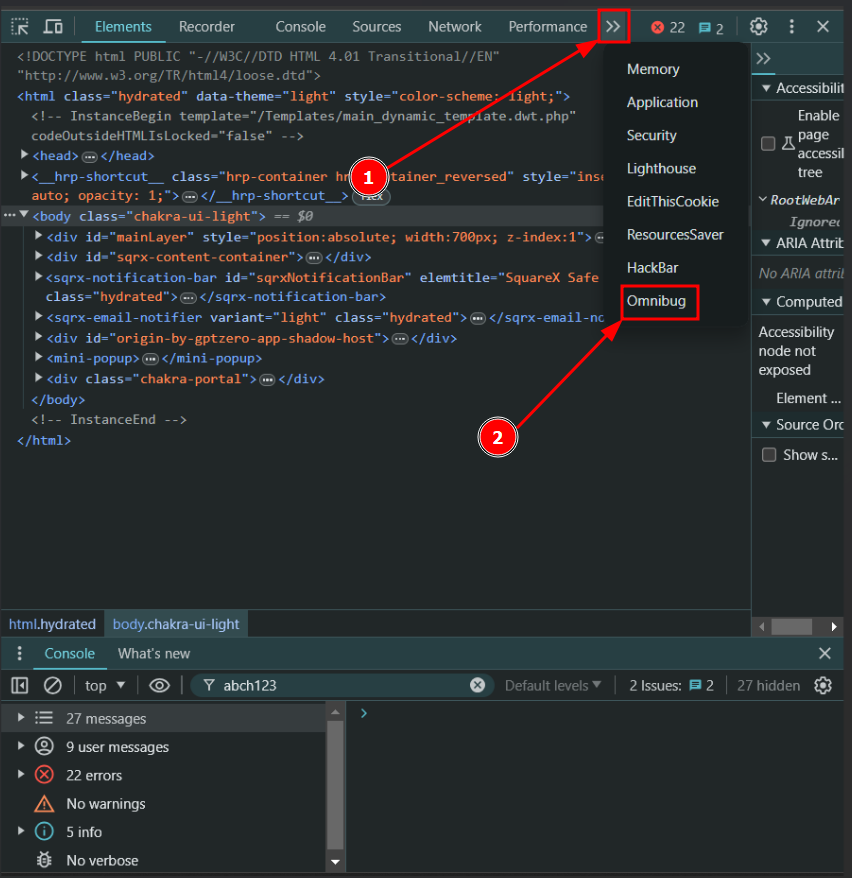 Elements Recorder Console Sources Network Performance 22 2
<!DOCTYPE html PUBLIC "-//W3C//DTD HTML 4.01 Transitional//EN"
"http://www.w3.org/TR/html4/loose.dtd">
<html class="hydrated" data-theme="light" style="color-scheme: light;">
<!-- InstanceBegin template="/Templates/main_dynamic_template.dwt.php"
codeOutsideHTMLIsLocked="false" -->
<head> … </head>
<__hrp-shortcut__ class="hrp-container style="
auto; opacity: 1;"> … </__hrp-shortcut__>
<body class="chakra-ui-light"> == $0
<div id="mainLayer" style="position:absolute; width:700px; z-index:1">
<div id="sqrx-content-container"> … </div>
<sqrx-notification-bar id="sqrxNotificationBar" elemtitle="SquareX Safe
class="hydrated"> … </sqrx-notification-bar>
<sqrx-email-notifier variant="light" class="hydrated"> … </sqrx-email-no
<div id="origin-by-gptzero-app-shadow-host"> … </div>
<mini-popup> … </mini-popup>
<div class="chakra-portal"> … </div>
</body>
<!-- InstanceEnd -->
</html>
1
2
Memory
Application
Security
Lighthouse
EditThisCookie
ResourcesSaver
HackBar
Omnibug
Accessibilit
Enable
page
accessil
tree
RootWebAr
Ignored
ARIA Attrib
No ARIA attrib
Computed
Accessibility
node not
exposed
Element ...
Source Ord
Show s...
html.hydrated body.chakra-ui-light
Console What's new
top abch123 Default levels 2 Issues: 2 27 hidden
27 messages
9 user messages
22 errors
No warnings
5 info
No verbose